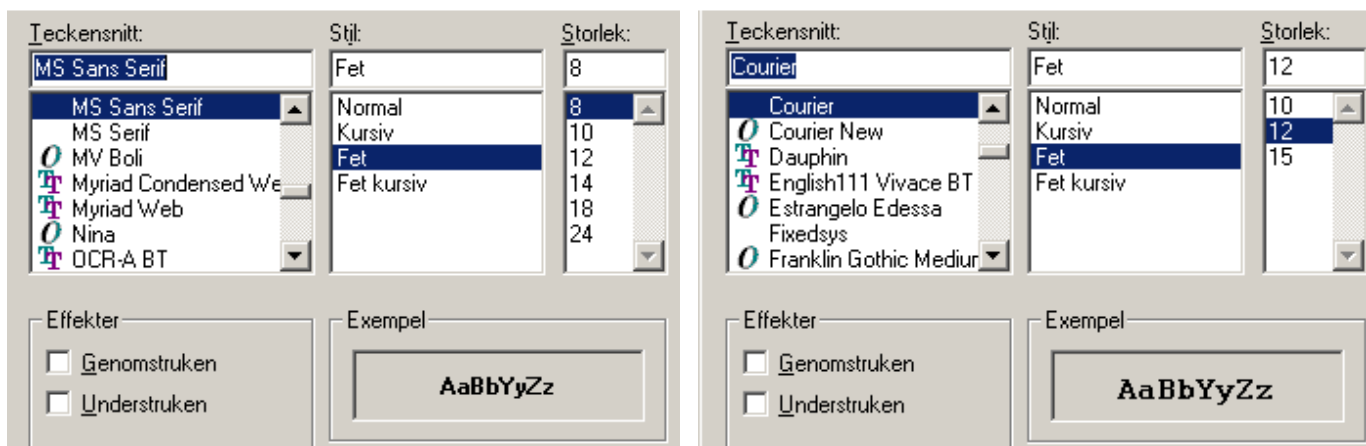 Teckensnitt: Stil: Storlek:
MS Sans Serif Fet 8
MS Sans Serif Normal 8
MS Serif Kursiv 10
MV Boli Fet 12
Myriad Condensed We Fet kursiv 14
Myriad Web 18
Nina 24
OCR-A BT
Effekter Exempel
Genomstruken
Understruken
AaBbYyZz
Teckensnitt: Stil: Storlek:
Courier Fet 12
Courier Normal 10
Courier New Kursiv 12
Dauphin Fet 15
English111 Vivace BT Fet kursiv
Estrangelo Edessa
Fixedsys
Franklin Gothic Mediur
Effekter Exempel
Genomstruken
Understruken
AaBbYyZz